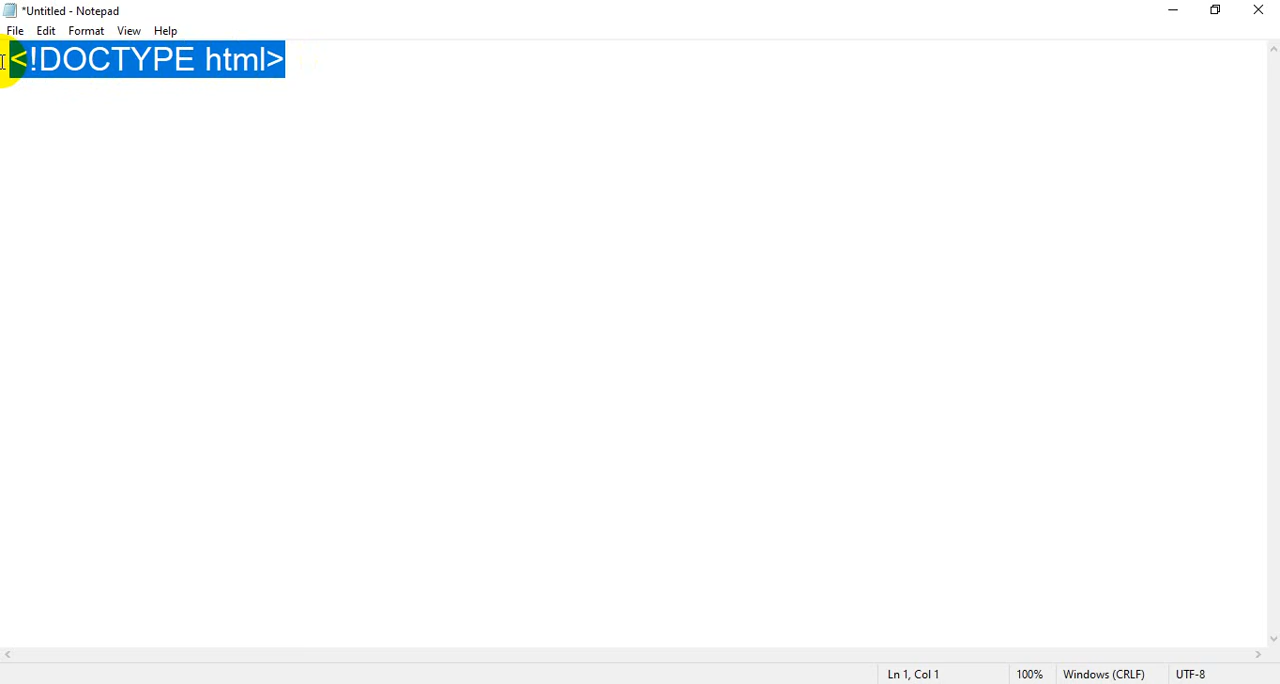 *Untitled - Notepad
File Edit Format View Help
<!DOCTYPE html>
Ln 1, Col 1 100% Windows (CRLF) UTF-8